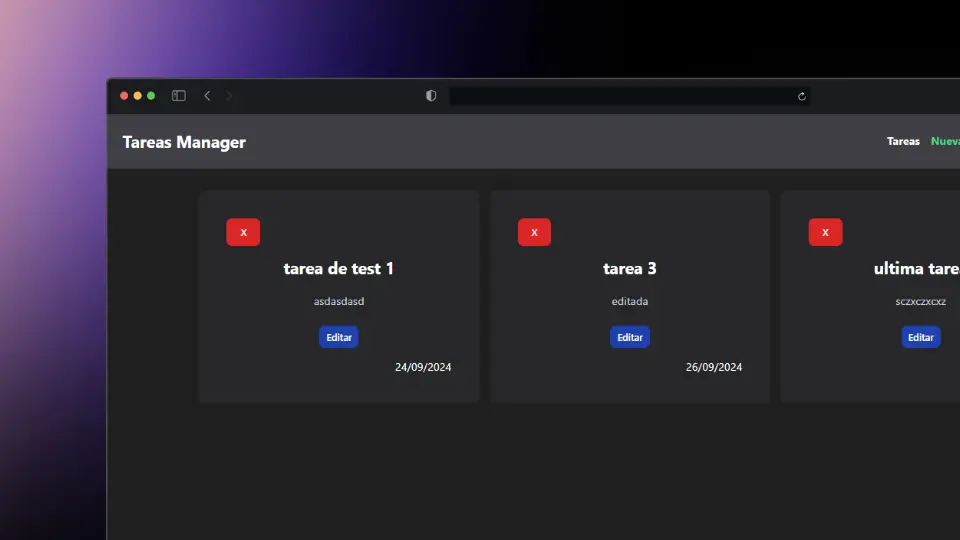 Tareas Manager
Tareas Nueva
X
tarea de test 1
asdasdasd
Editar
24/09/2024
X
tarea 3
editada
Editar
26/09/2024
X
ultima tare
sczxczxcxz
Editar